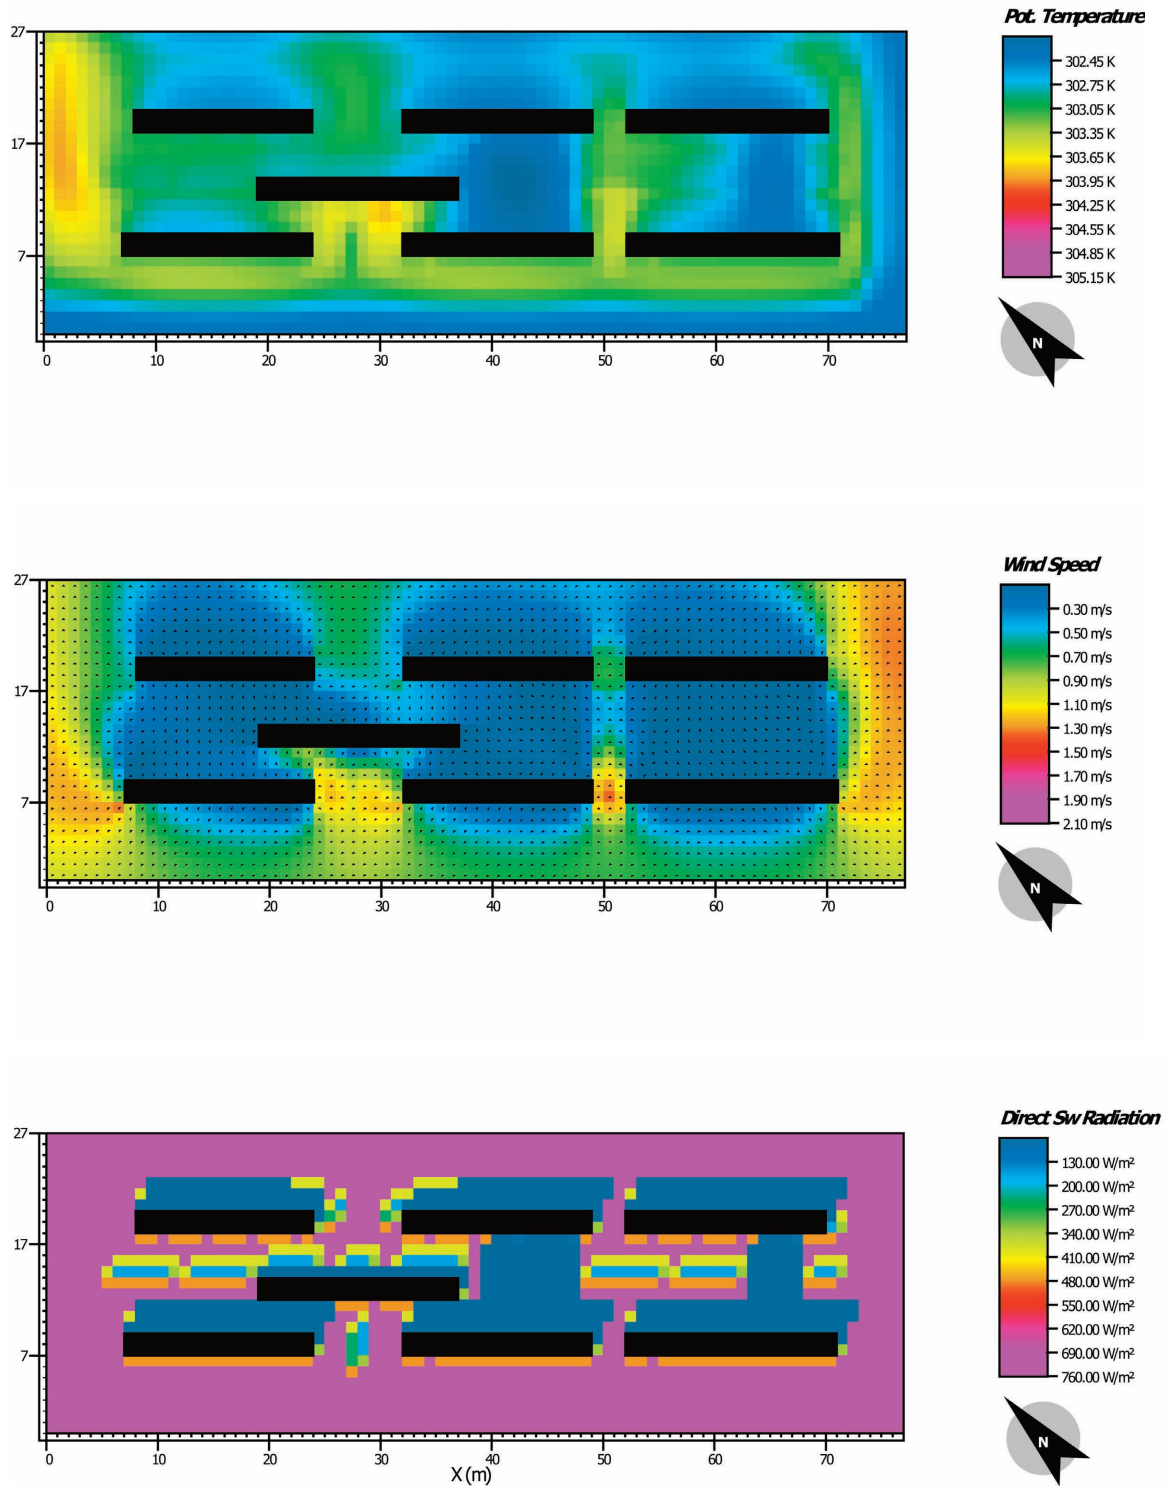 Pot. Temperature
27
17
7
0 10 20 30 40 50 60 70
302.45 K
302.75 K
303.05 K
303.35 K
303.65 K
303.95 K
304.25 K
304.55 K
304.85 K
305.15 K
N
Wind Speed
27
17
7
0 10 20 30 40 50 60 70
0.30 m/s
0.50 m/s
0.70 m/s
0.90 m/s
1.10 m/s
1.30 m/s
1.50 m/s
1.70 m/s
1.90 m/s
2.10 m/s
N
Direct Sw Radiation
27
17
7
0 10 20 30 40 50 60 70
X (m)
130.00 W/m²
200.00 W/m²
270.00 W/m²
340.00 W/m²
410.00 W/m²
480.00 W/m²
550.00 W/m²
620.00 W/m²
690.00 W/m²
760.00 W/m²
N